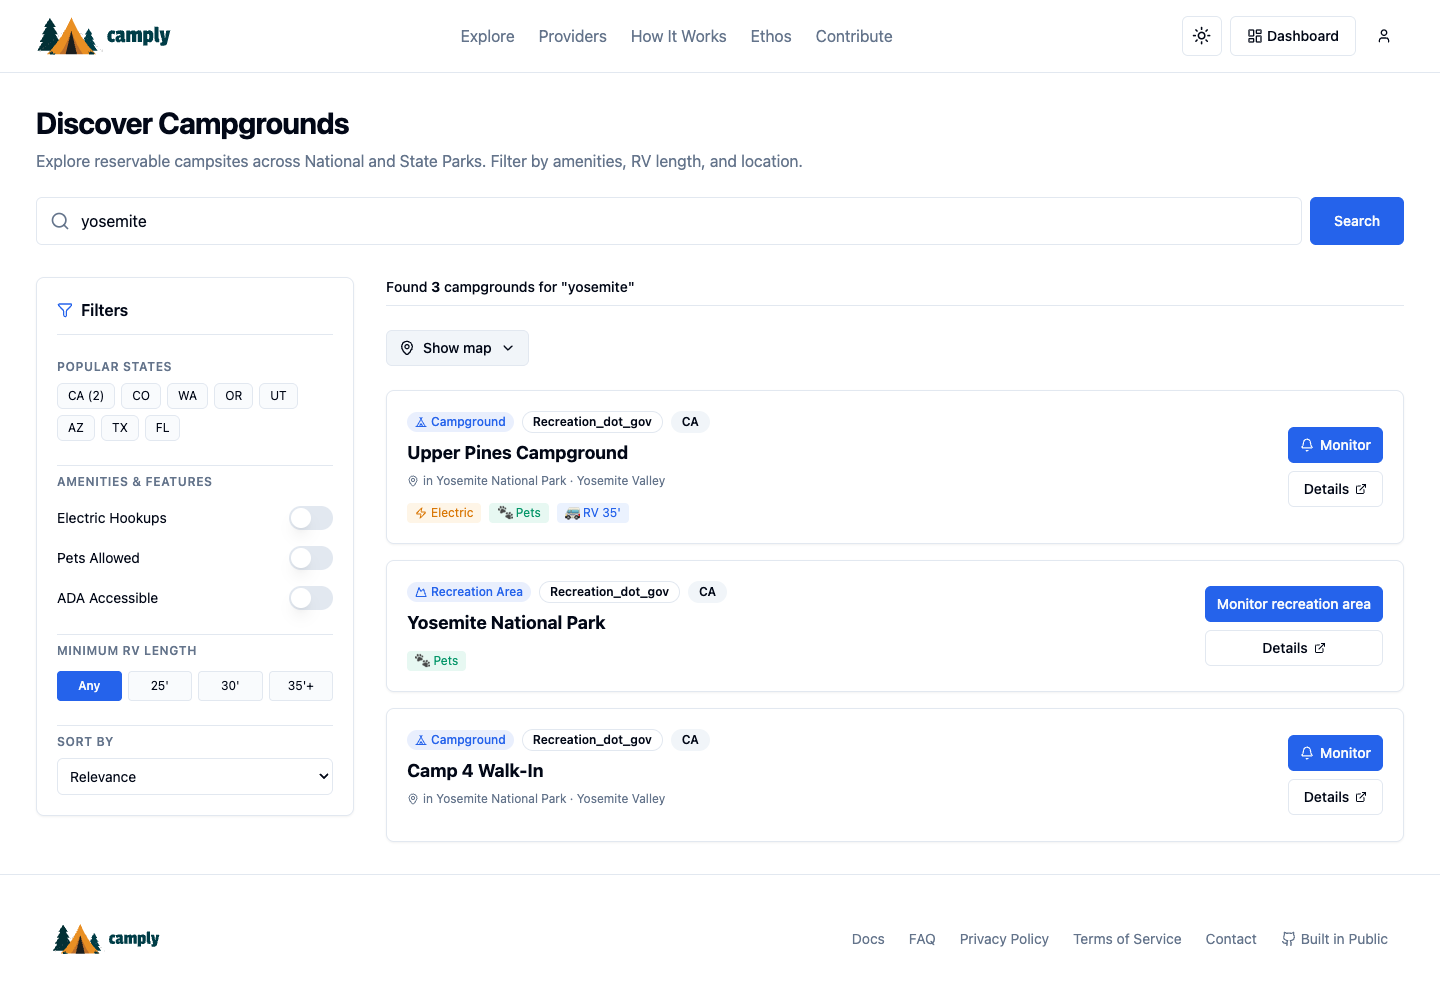 camply
Explore
Providers
How It Works
Ethos
Contribute
Dashboard
Discover Campgrounds
Explore reservable campsites across National and State Parks. Filter by amenities, RV length, and location.
yosemite
Search
Filters
POPULAR STATES
CA (2)
CO
WA
OR
UT
AZ
TX
FL
AMENITIES & FEATURES
Electric Hookups
Pets Allowed
ADA Accessible
MINIMUM RV LENGTH
Any
25'
30'
35'+
SORT BY
Relevance
Found 3 campgrounds for "yosemite"
Show map
Campground
Recreation_dot_gov
CA
Upper Pines Campground
in Yosemite National Park · Yosemite Valley
Electric
Pets
RV 35'
Monitor
Details
Recreation Area
Recreation_dot_gov
CA
Yosemite National Park
Pets
Monitor recreation area
Details
Campground
Recreation_dot_gov
CA
Camp 4 Walk-In
in Yosemite National Park · Yosemite Valley
Monitor
Details
camply
Docs
FAQ
Privacy Policy
Terms of Service
Contact
Built in Public